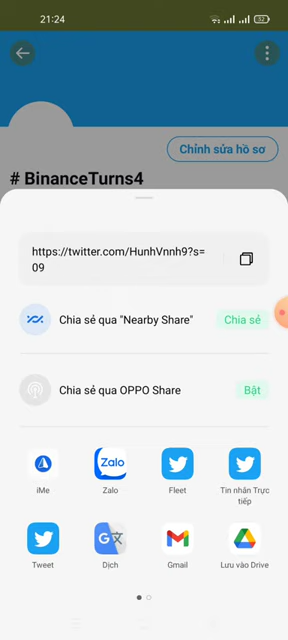 21:24
52
Chỉnh sửa hồ sơ
# BinanceTurns4
https://twitter.com/HunhVnnh9?s=
09
Chia sẻ qua "Nearby Share"
Chia sẻ
Chia sẻ qua OPPO Share
Bật
Zalo
iMe
Zalo
Fleet
Tin nhắn Trực
tiếp
Tweet
Dịch
Gmail
Lưu vào Drive